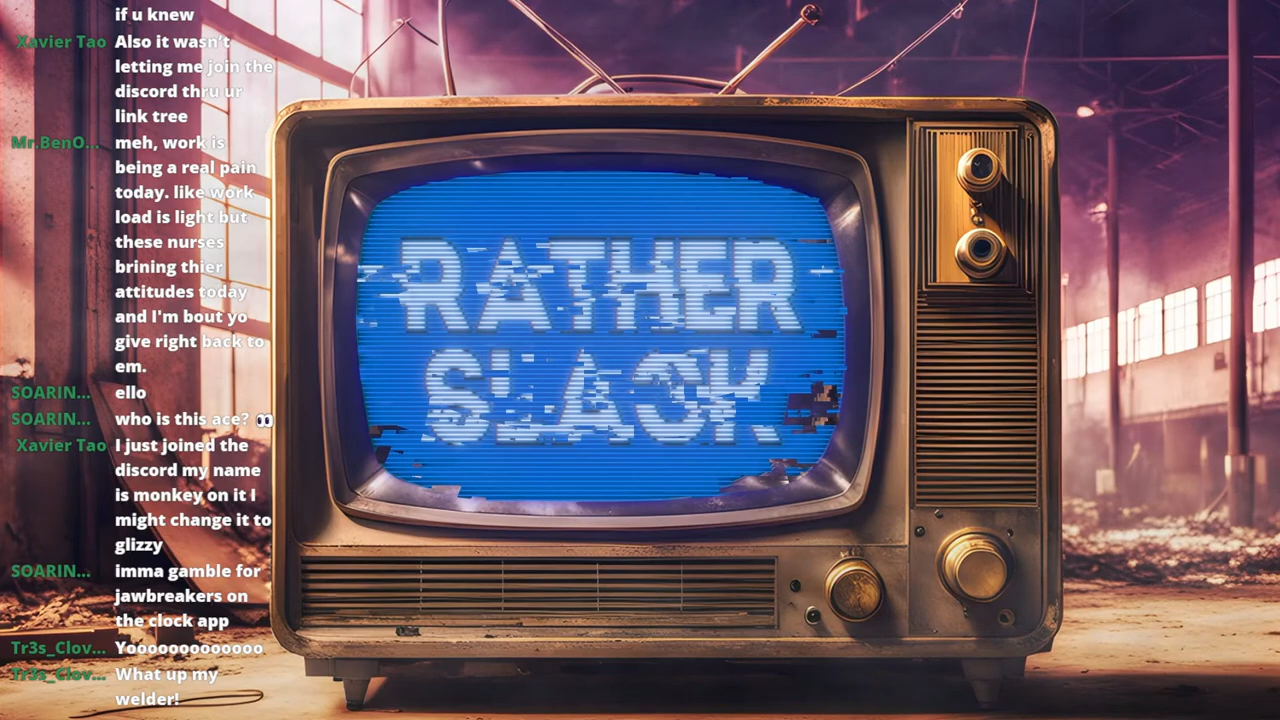 if u knew
Xavier Tao Also it wasn't
letting me join the
discord thru ur
link tree
Mr.BenO... meh, work is
being a real pain
today. like work
load is light but
these nurses
brining thier
attitudes today
and I'm bout yo
give right back to
em.
SOARIN... ello
SOARIN... who is this ace? 👀
Xavier Tao I just joined the
discord my name
is monkey on it I
might change it to
glizzy
SOARIN... imma gamble for
jawbreakers on
the clock app
Tr3s_Clov... Yooooooooooooo
Tr3s_Clov... What up my
welder!
RATHER
SLACK